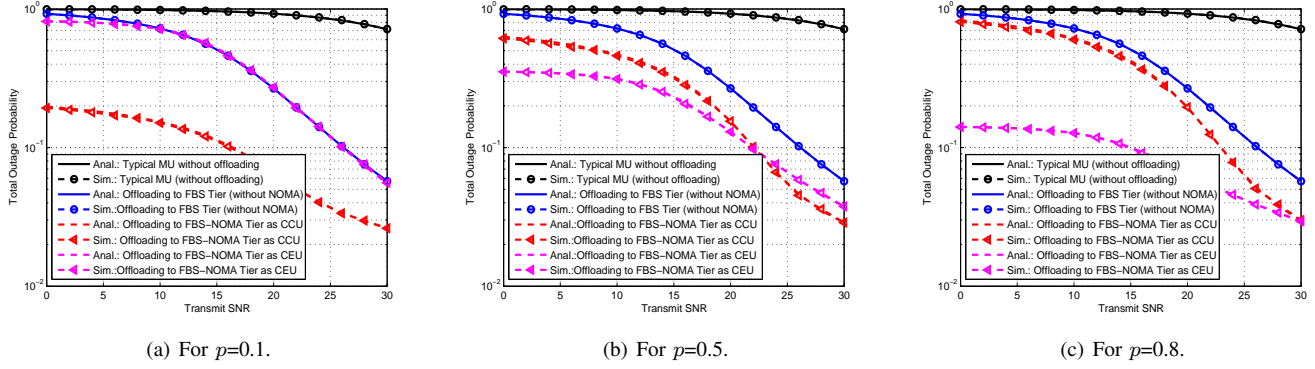 Total Outage Probability
10⁰
10⁻¹
10⁻²
Anal.: Typical MU without offloading
Sim.: Typical MU (without offloading)
Anal.: Offloading to FBS Tier (without NOMA)
Sim.:Offloading to FBS Tier (without NOMA)
Anal.: Offloading to FBS−NOMA Tier as CCU
Sim.:Offloading to FBS−NOMA Tier as CCU
Anal.: Offloading to FBS−NOMA Tier as CEU
Sim.:Offloading to FBS−NOMA Tier as CEU
0 5 10 15 20 25 30
Transmit SNR
(a) For p=0.1.
Total Outage Probability
10⁰
10⁻¹
10⁻²
Anal.: Typical MU without offloading
Sim.: Typical MU (without offloading)
Anal.: Offloading to FBS Tier (without NOMA)
Sim.:Offloading to FBS Tier (without NOMA)
Anal.: Offloading to FBS−NOMA Tier as CCU
Sim.: Offloading to FBS−NOMA Tier as CCU
Anal.: Offloading to FBS−NOMA Tier as CEU
Sim.: Offloading to FBS−NOMA Tier as CEU
0 5 10 15 20 25 30
Transmit SNR
(b) For p=0.5.
Total Outage Probability
10⁰
10⁻¹
10⁻²
Anal.: Typical MU (without offloading)
Sim.: Typical MU (without offloading)
Anal.: Offloading to FBS Tier (without NOMA)
Sim.: Offloading to FBS Tier (without NOMA)
Anal.: Offloading to FBS−NOMA Tier as CCU
Sim.: Offloading to FBS−NOMA Tier as CCU
Anal.: Offloading to FBS−NOMA Tier as CEU
Sim.: Offloading to FBS−NOMA Tier as CEU
0 5 10 15 20 25 30
Transmit SNR
(c) For p=0.8.